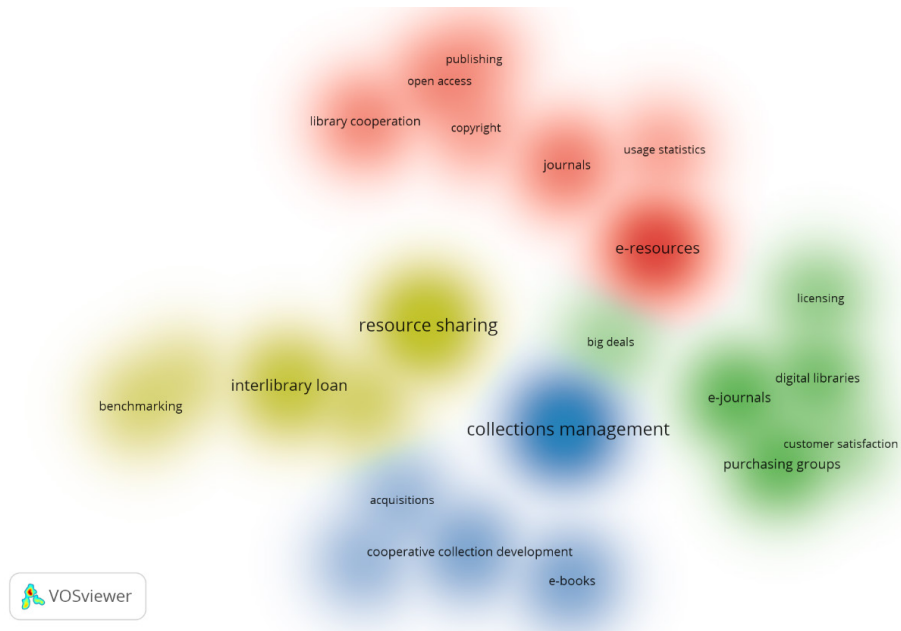 publishing
open access
library cooperation
copyright
journals
usage statistics
e-resources
licensing
resource sharing
big deals
interlibrary loan
digital libraries
e-journals
benchmarking
collections management
customer satisfaction
purchasing groups
acquisitions
cooperative collection development
e-books
VOSviewer